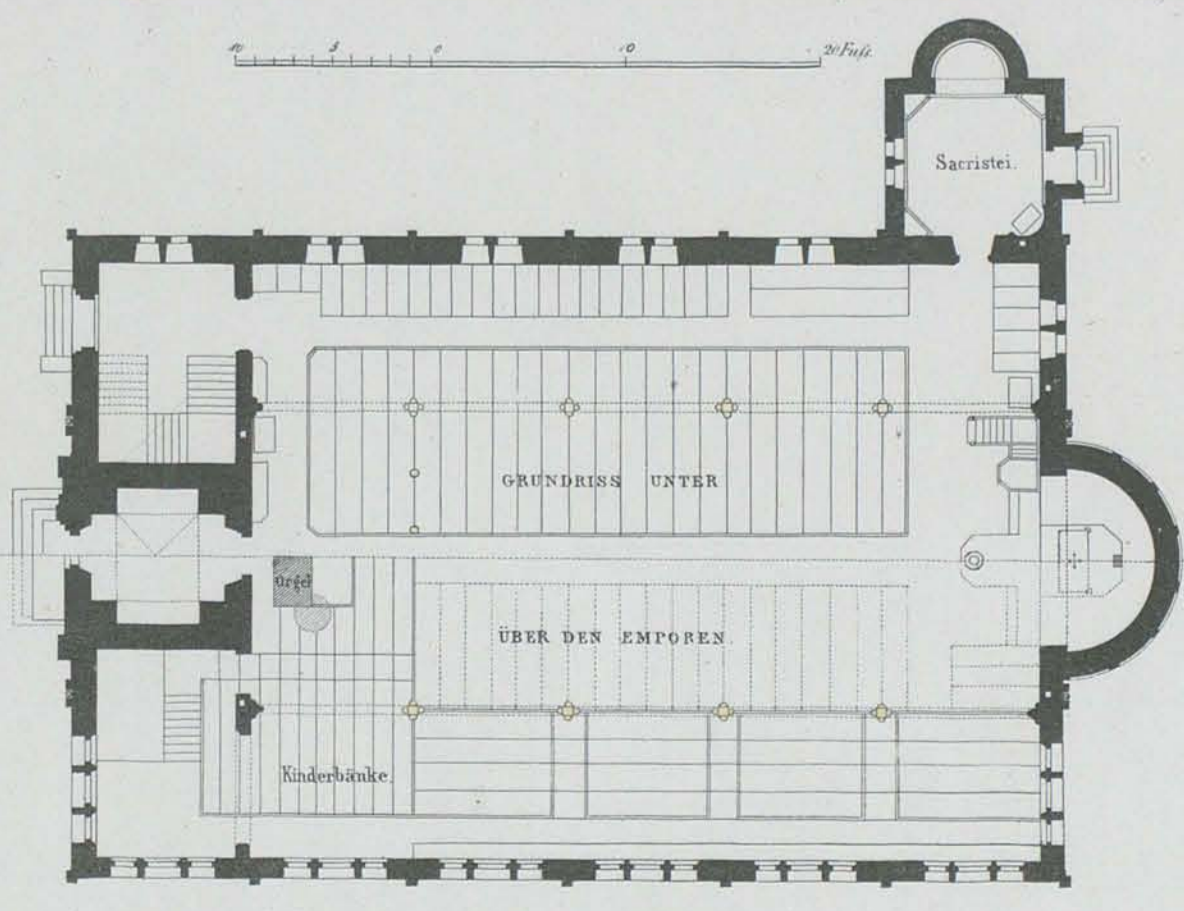 10 5 0 10 20 Fuſs.
Sacristei.
GRUNDRISS UNTER
Orgel
ÜBER DEN EMPOREN.
Kinderbänke.